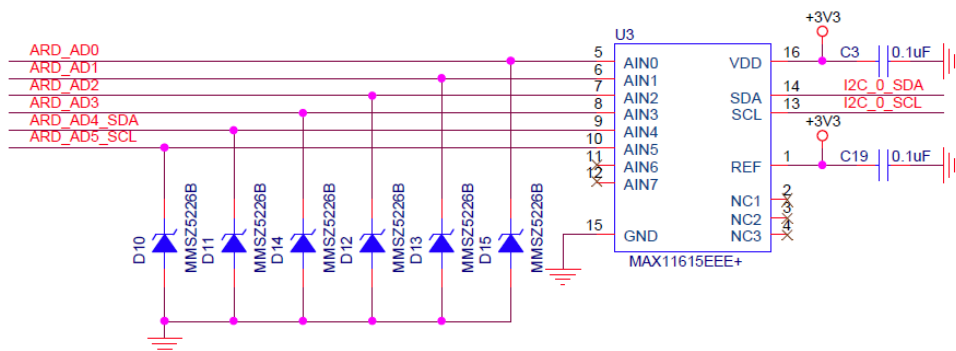 ARD_AD0
ARD_AD1
ARD_AD2
ARD_AD3
ARD_AD4_SDA
ARD_AD5_SCL
U3
5 AIN0
6 AIN1
7 AIN2
8 AIN3
9 AIN4
10 AIN5
11 AIN6
12 AIN7
15 GND
VDD 16
SDA 14
SCL 13
REF 1
NC1 2
NC2 3
NC3 4
MAX11615EEE+
+3V3
C3 0.1uF
I2C_0_SDA
I2C_0_SCL
+3V3
C19 0.1uF
D10 MMSZ5226B
D11 MMSZ5226B
D14 MMSZ5226B
D12 MMSZ5226B
D13 MMSZ5226B
D15 MMSZ5226B